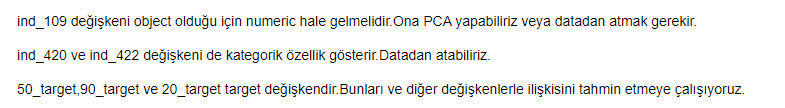 ind_109 değişkeni object olduğu için numeric hale gelmelidir.Ona PCA yapabiliriz veya datadan atmak gerekir.
ind_420 ve ind_422 değişkeni de kategorik özellik gösterir.Datadan atabiliriz.
50_target,90_target ve 20_target target değişkendir.Bunları ve diğer değişkenlerle ilişkisini tahmin etmeye çalışıyoruz.